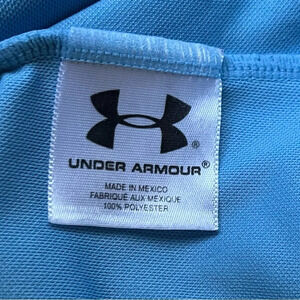 UNDER ARMOUR®
MADE IN MEXICO
FABRIQUÉ AUX MEXIQUE
100% POLYESTER